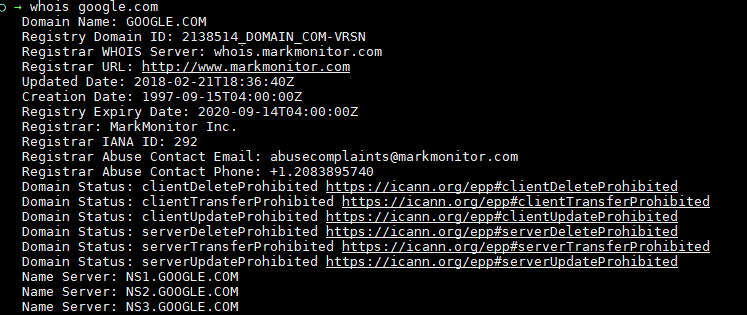 → whois google.com
Domain Name: GOOGLE.COM
Registry Domain ID: 2138514_DOMAIN_COM-VRSN
Registrar WHOIS Server: whois.markmonitor.com
Registrar URL: http://www.markmonitor.com
Updated Date: 2018-02-21T18:36:40Z
Creation Date: 1997-09-15T04:00:00Z
Registry Expiry Date: 2020-09-14T04:00:00Z
Registrar: MarkMonitor Inc.
Registrar IANA ID: 292
Registrar Abuse Contact Email: abusecomplaints@markmonitor.com
Registrar Abuse Contact Phone: +1.2083895740
Domain Status: clientDeleteProhibited https://icann.org/epp#clientDeleteProhibited
Domain Status: clientTransferProhibited https://icann.org/epp#clientTransferProhibited
Domain Status: clientUpdateProhibited https://icann.org/epp#clientUpdateProhibited
Domain Status: serverDeleteProhibited https://icann.org/epp#serverDeleteProhibited
Domain Status: serverTransferProhibited https://icann.org/epp#serverTransferProhibited
Domain Status: serverUpdateProhibited https://icann.org/epp#serverUpdateProhibited
Name Server: NS1.GOOGLE.COM
Name Server: NS2.GOOGLE.COM
Name Server: NS3.GOOGLE.COM